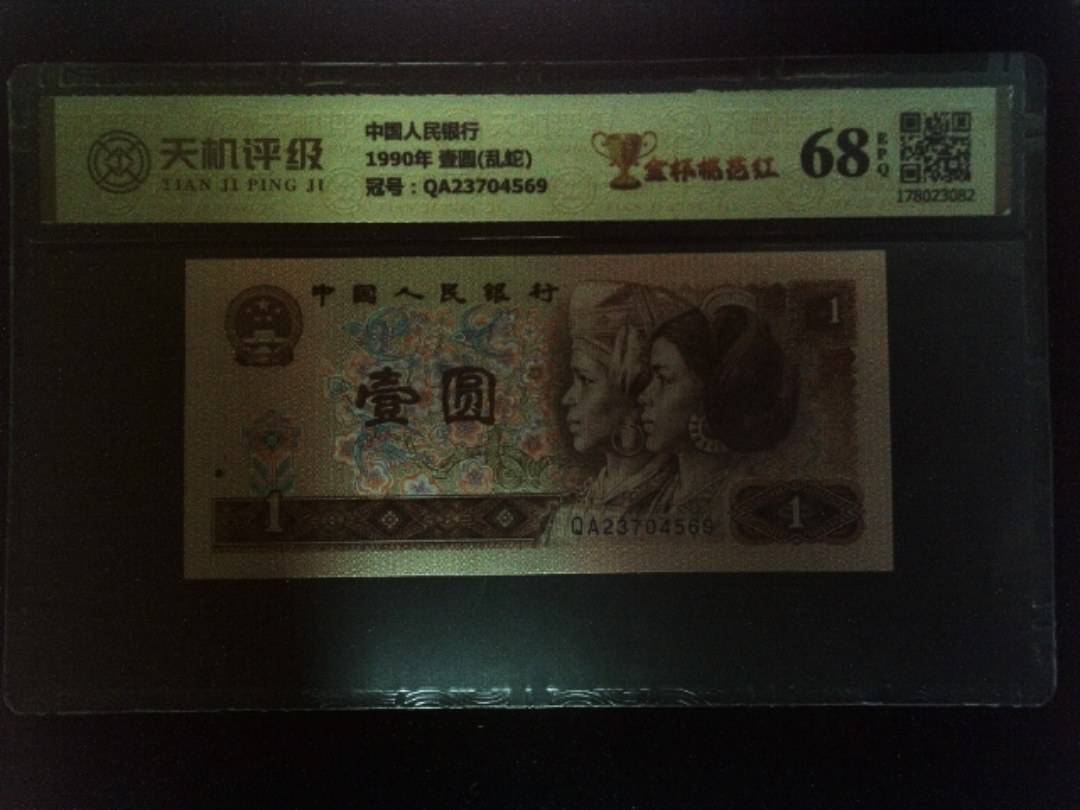 天机评级
TIAN JI PING JI
中国人民银行
1990年 壹圆(乱蛇)
冠号：QA23704569
金杯桃花红
68
EPQ
178023082
中国人民银行
1
壹圆
1
QA23704569
1